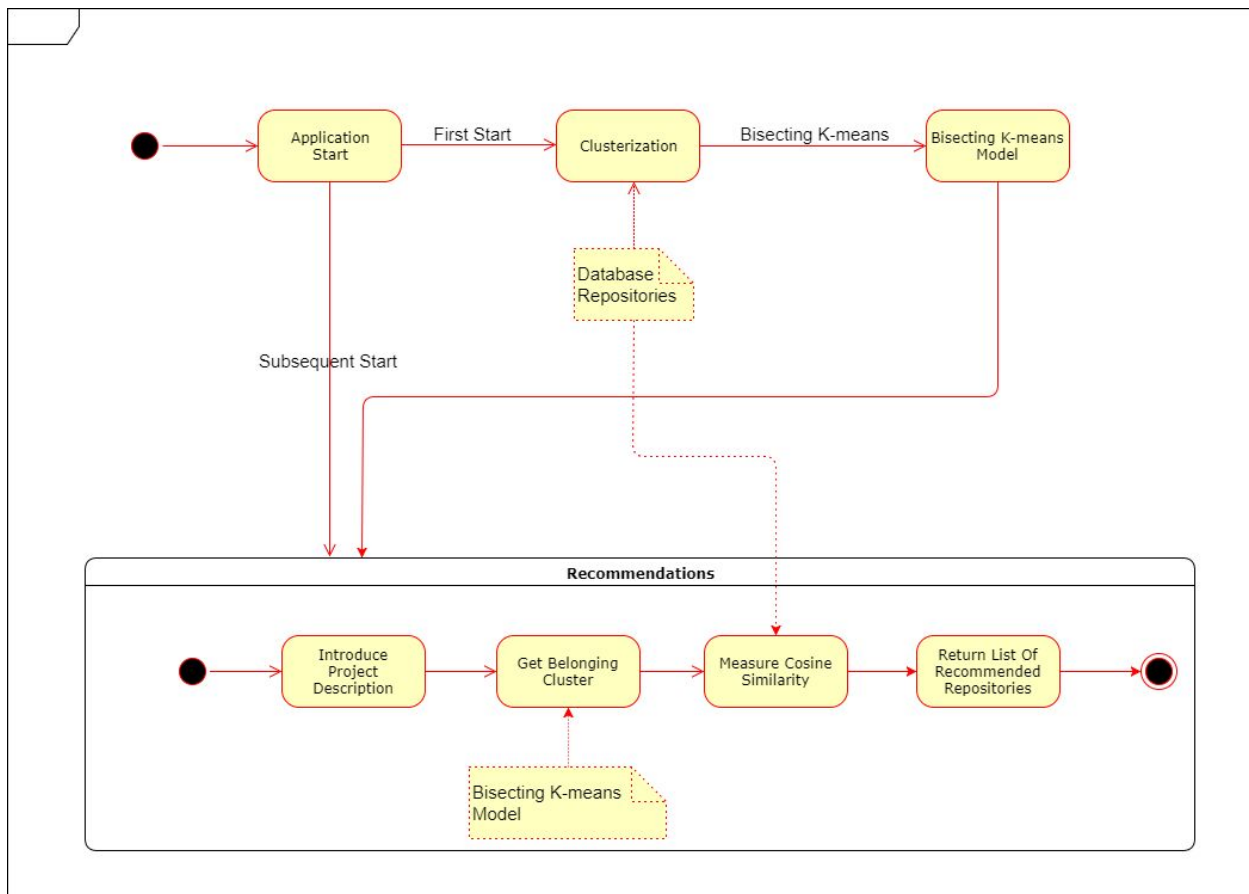 Application
Start
First Start
Clusterization
Bisecting K-means
Bisecting K-means
Model
Database
Repositories
Subsequent Start
Recommendations
Introduce
Project
Description
Get Belonging
Cluster
Measure Cosine
Similarity
Return List Of
Recommended
Repositories
Bisecting K-means
Model